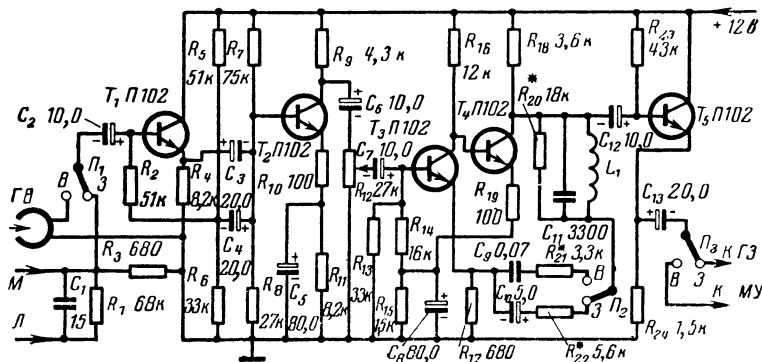 R5 51к
R7 75к
R9 4,3к
R16 12к
R18 3,6к
R23 43к
+ 12В
T1 П102
C2 10,0
R20* 18к
T5 П102
C6 10,0
T3 П102
T4 П102
C7 10,0
C12 10,0
L1
П1
В
З
R2 51к
R4 8,2к
C3 20,0
T2 П102
R10 100
R12 27к
R19 100
C13 20,0
ГВ
C4 20,0
R14 16к
C11 3300
C9 0,07
R21* 3,3к
П3
к ГЗ
R3 680
М
C1 15
R1 68к
Л
R6 33к
R8 27к
C5 80,0
R11 8,2к
R13 33к
R15
C8 80,0
R17 680
C10 5,0
R22* 5,6к
В
З
П2
В
З
к МУ
R24 1,5к